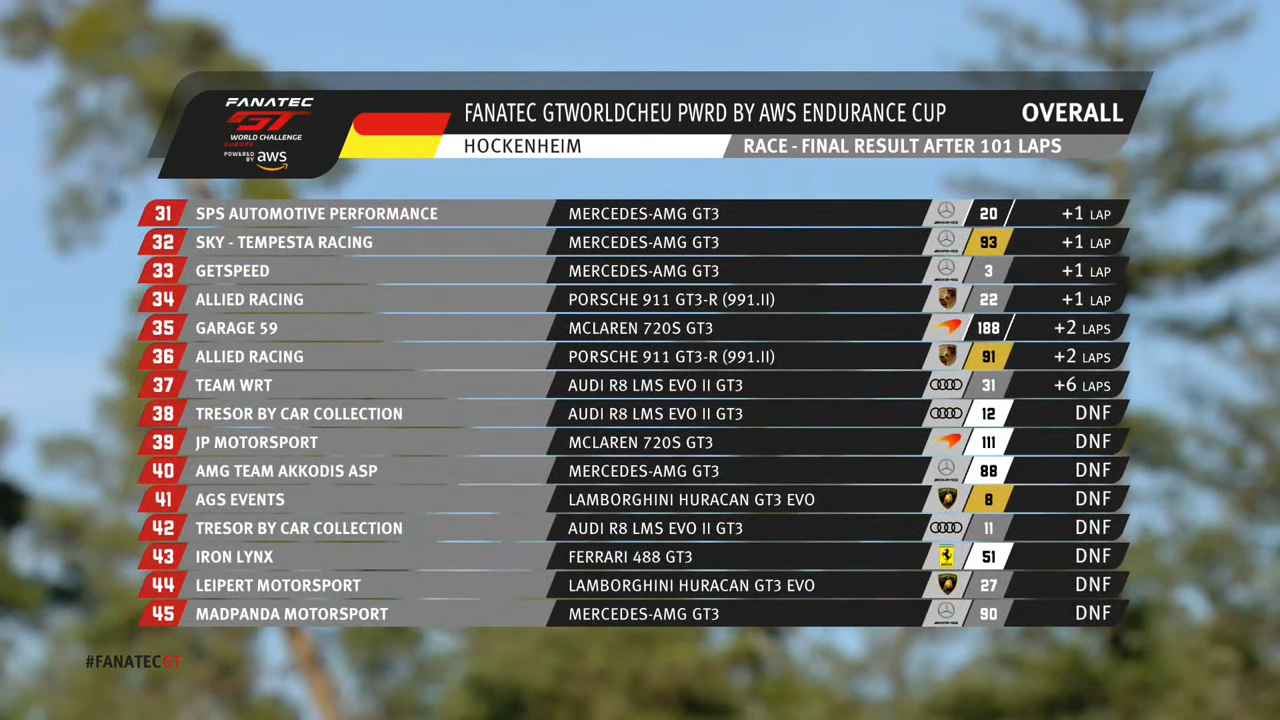 FANATEC
GT
WORLD CHALLENGE
EUROPE
POWERED BY aws
FANATEC GTWORLDCHEU PWRD BY AWS ENDURANCE CUP OVERALL
HOCKENHEIM RACE - FINAL RESULT AFTER 101 LAPS
31 SPS AUTOMOTIVE PERFORMANCE MERCEDES-AMG GT3 20 +1 LAP
32 SKY - TEMPESTA RACING MERCEDES-AMG GT3 93 +1 LAP
33 GETSPEED MERCEDES-AMG GT3 3 +1 LAP
34 ALLIED RACING PORSCHE 911 GT3-R (991.II) 22 +1 LAP
35 GARAGE 59 MCLAREN 720S GT3 188 +2 LAPS
36 ALLIED RACING PORSCHE 911 GT3-R (991.II) 91 +2 LAPS
37 TEAM WRT AUDI R8 LMS EVO II GT3 31 +6 LAPS
38 TRESOR BY CAR COLLECTION AUDI R8 LMS EVO II GT3 12 DNF
39 JP MOTORSPORT MCLAREN 720S GT3 111 DNF
40 AMG TEAM AKKODIS ASP MERCEDES-AMG GT3 88 DNF
41 AGS EVENTS LAMBORGHINI HURACAN GT3 EVO 8 DNF
42 TRESOR BY CAR COLLECTION AUDI R8 LMS EVO II GT3 11 DNF
43 IRON LYNX FERRARI 488 GT3 51 DNF
44 LEIPERT MOTORSPORT LAMBORGHINI HURACAN GT3 EVO 27 DNF
45 MADPANDA MOTORSPORT MERCEDES-AMG GT3 90 DNF
#FANATECGT